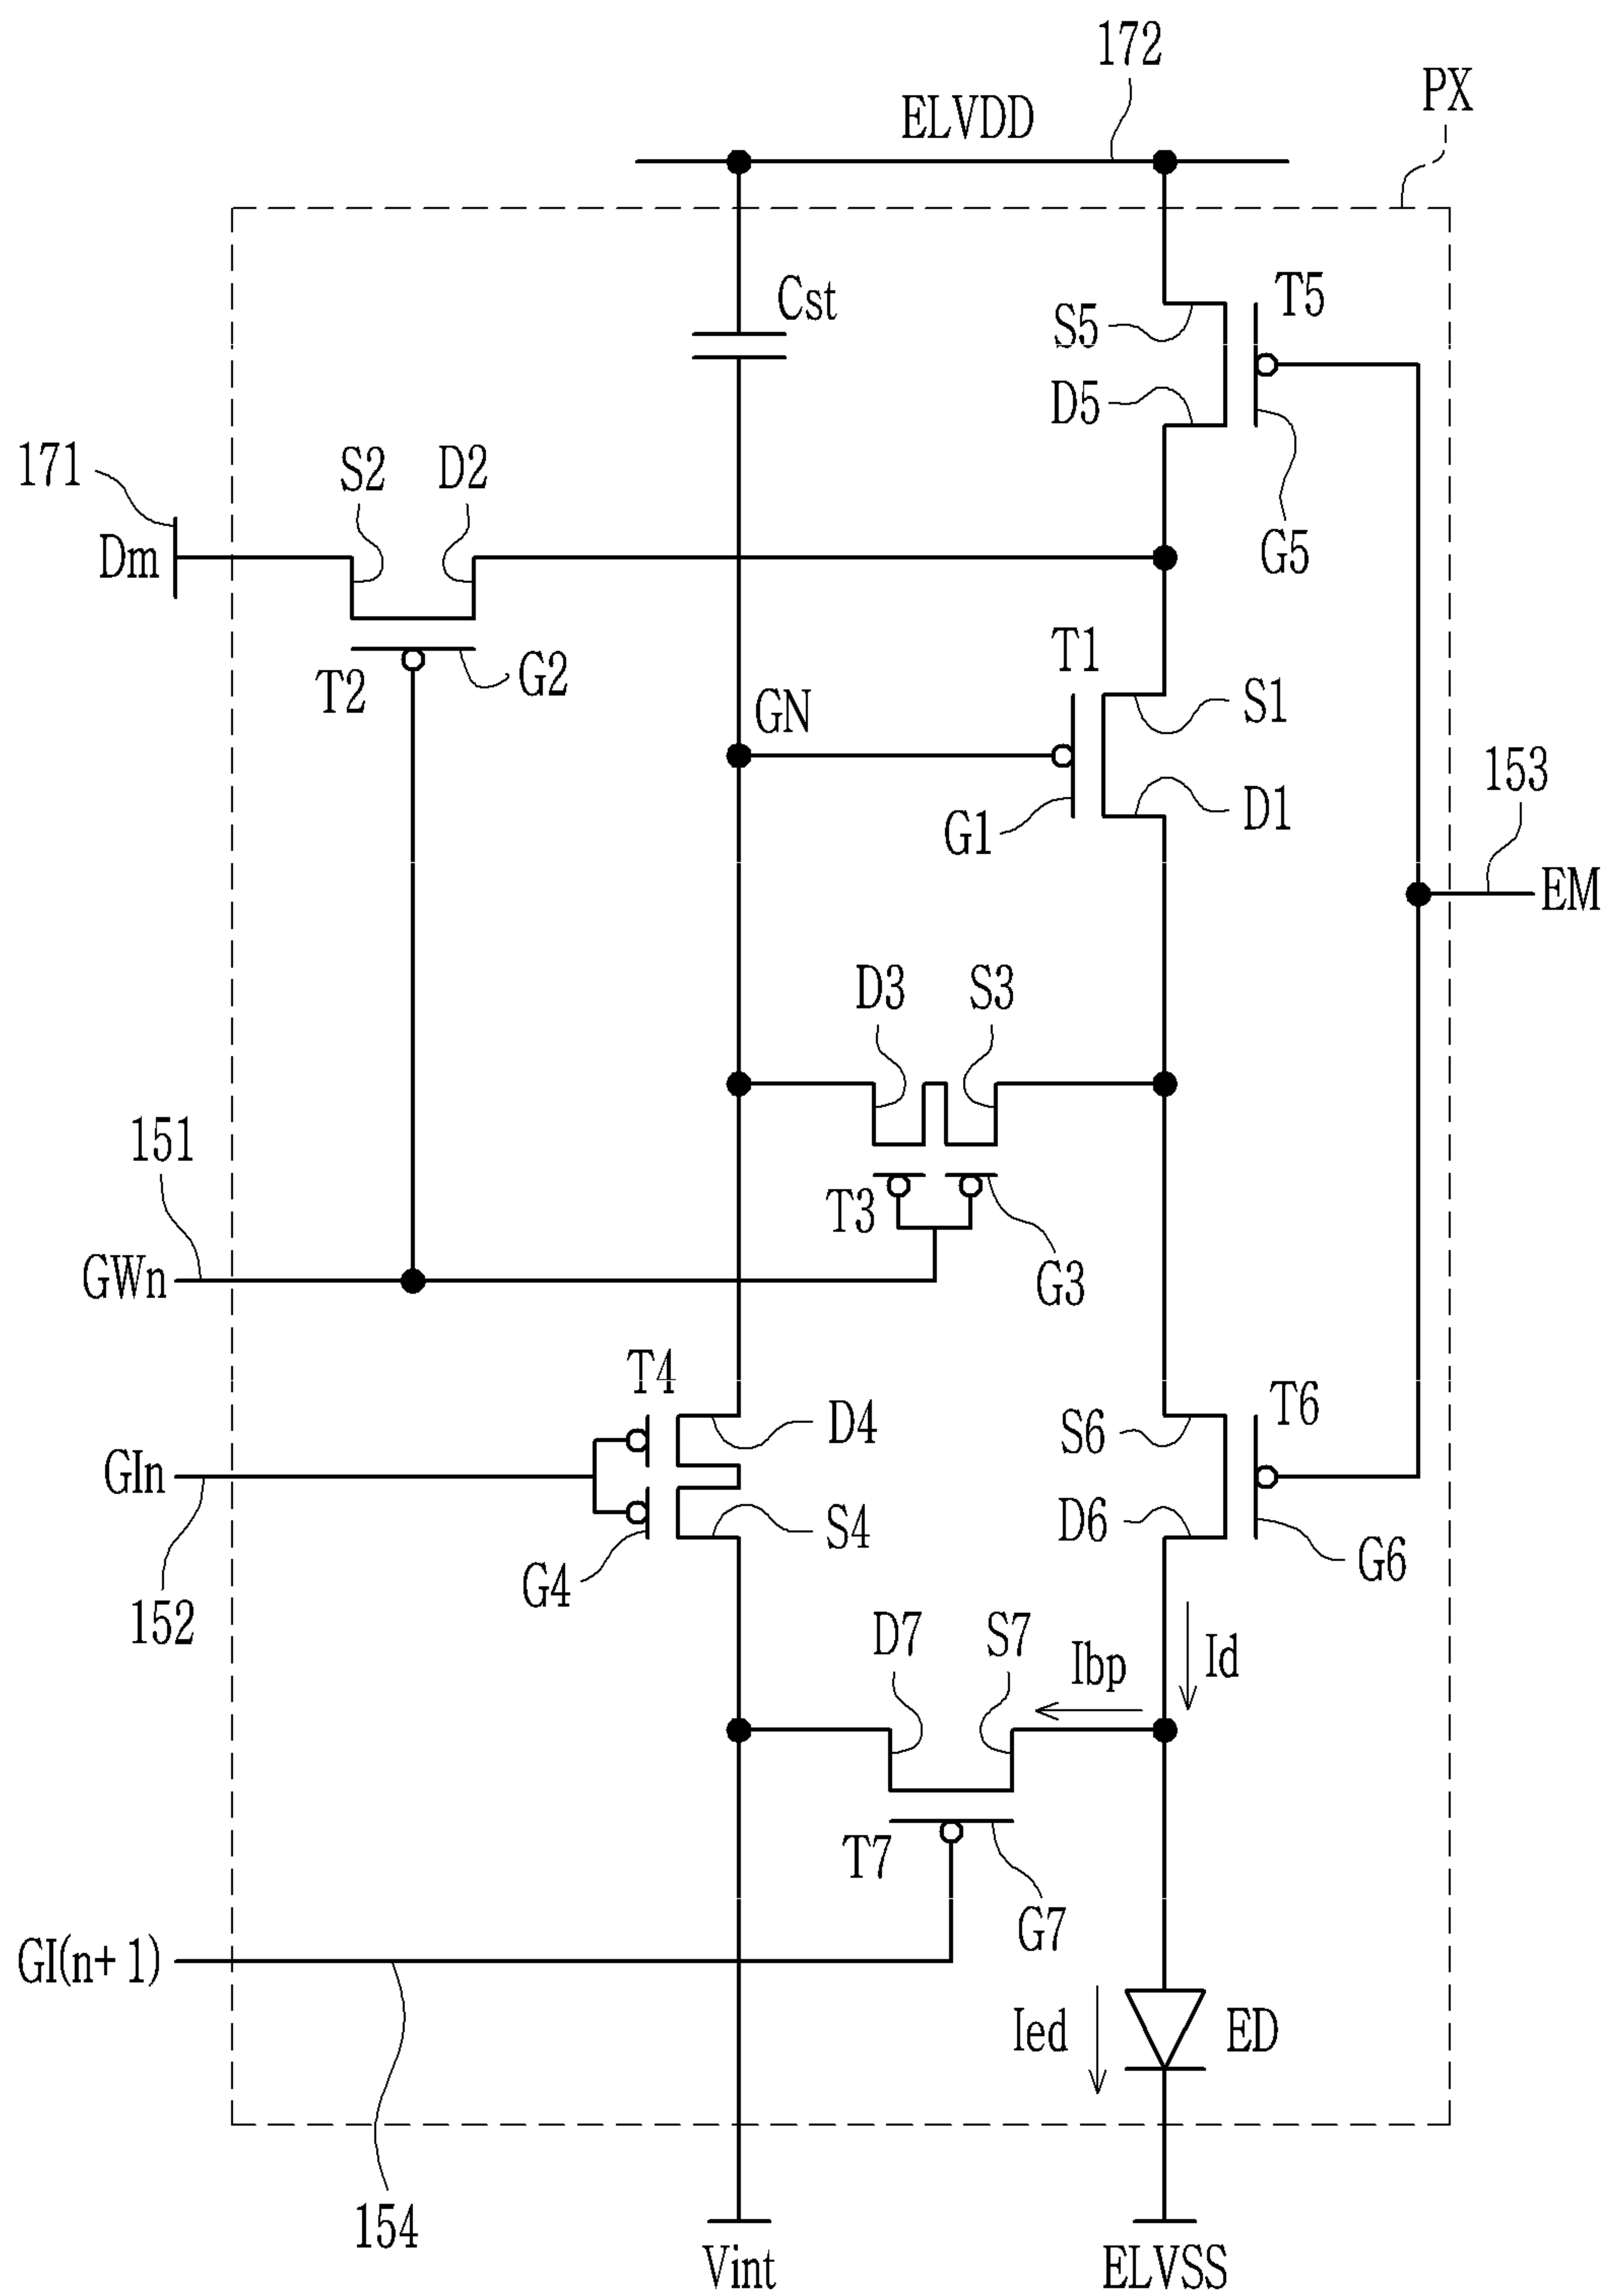 172
PX
ELVDD
Cst
T5
S5
D5
171
S2
D2
Dm
G5
T1
G2
T2
S1
GN
153
D1
G1
EM
D3
S3
151
T3
GWn
G3
T4
T6
D4
S6
GIn
S4
D6
G6
G4
152
D7
S7
Ibp
Id
T7
G7
GI(n+1)
Ied
ED
154
Vint
ELVSS